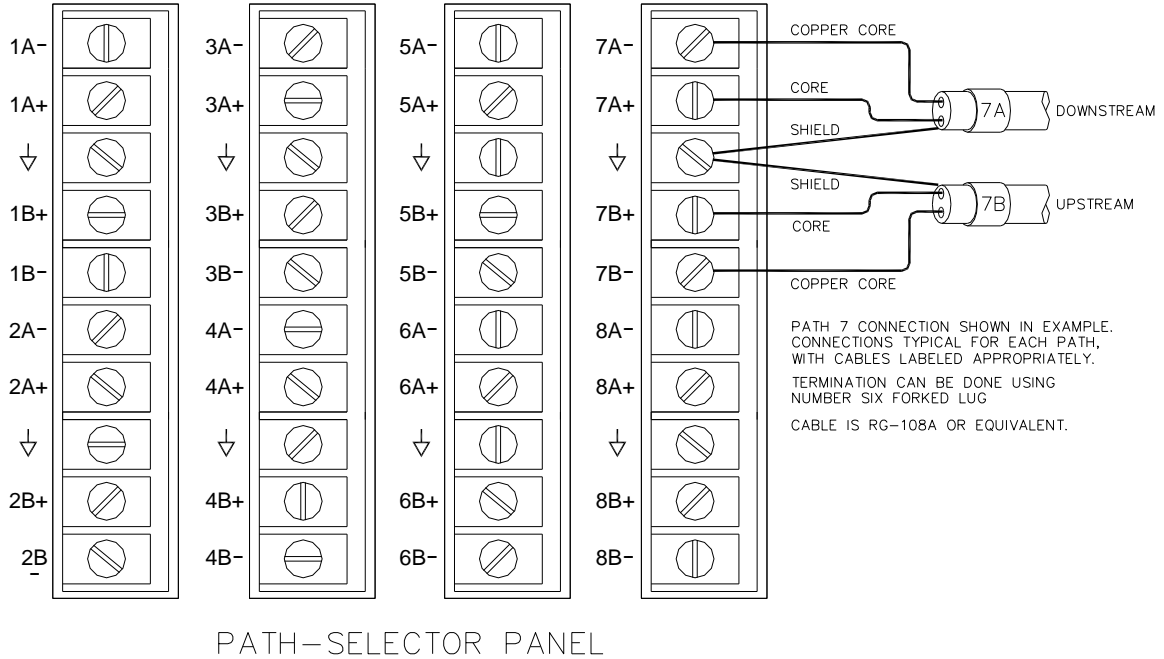 1A-
1A+
1B+
1B-
2A-
2A+
2B+
2B
-
3A-
3A+
3B+
3B-
4A-
4A+
4B+
4B-
5A-
5A+
5B+
5B-
6A-
6A+
6B+
6B-
7A-
7A+
7B+
7B-
8A-
8A+
8B+
8B-
COPPER CORE
CORE
SHIELD
SHIELD
CORE
COPPER CORE
7A
DOWNSTREAM
7B
UPSTREAM
PATH 7 CONNECTION SHOWN IN EXAMPLE.
CONNECTIONS TYPICAL FOR EACH PATH,
WITH CABLES LABELED APPROPRIATELY.
TERMINATION CAN BE DONE USING
NUMBER SIX FORKED LUG
CABLE IS RG-108A OR EQUIVALENT.
PATH-SELECTOR PANEL